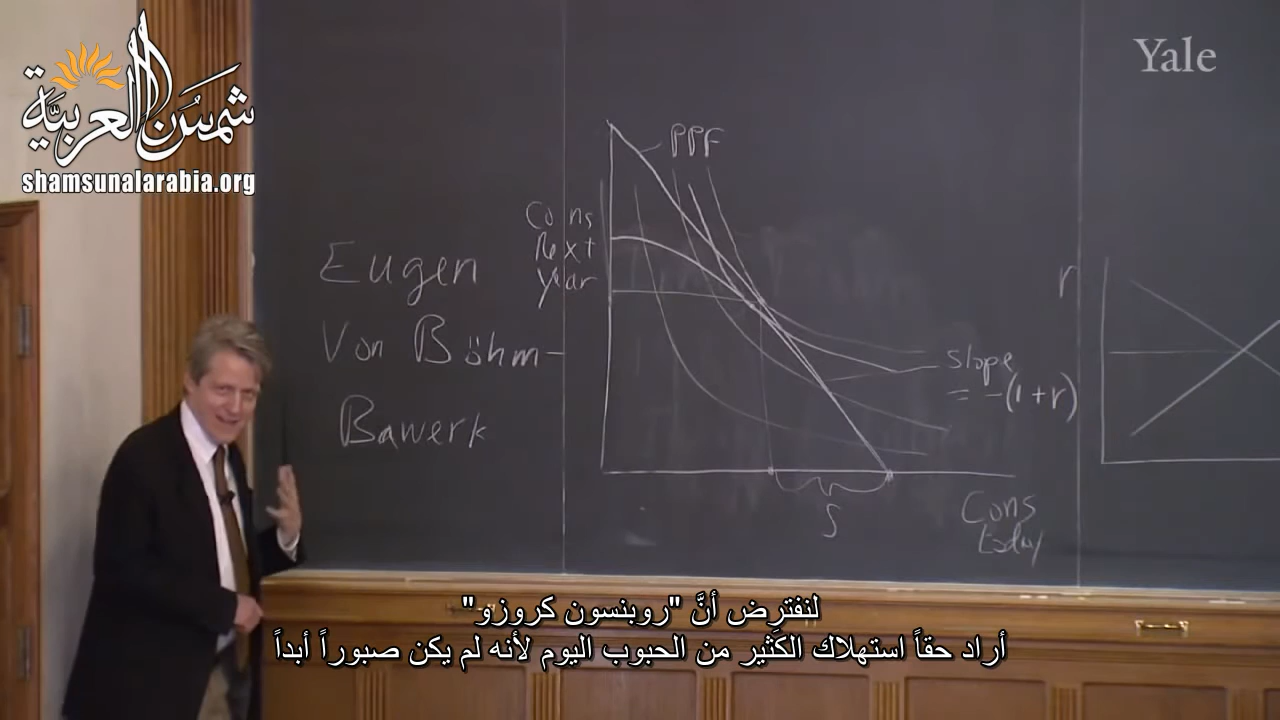 شمسُ العربيَّة
shamsunalarabia.org
Yale
Eugen
Von Böhm-
Bawerk
PPF
Cons
Next
Year
slope
= -(1+r)
S
Cons
today
r
لنفترض أنَّ "روبنسون كروزو"
أراد حقاً استهلاك الكَثير من الحبوب اليوم لأنه لم يكن صبوراً أبداً